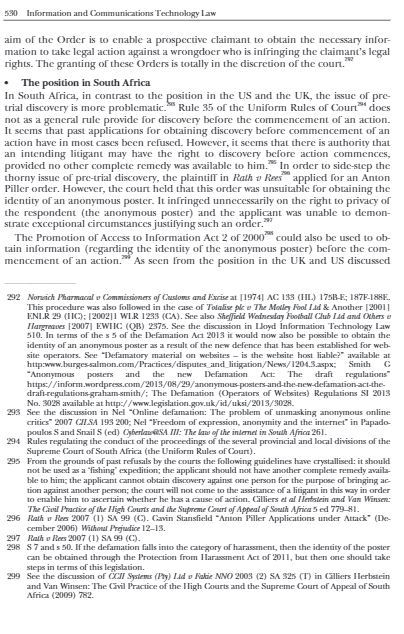 530 Information and Communications Technology Law
aim of the Order is to enable a prospective claimant to obtain the necessary infor-
mation to take legal action against a wrongdoer who is infringing the claimant's legal
rights. The granting of these Orders is totally in the discretion of the court.292
• The position in South Africa
In South Africa, in contrast to the position in the US and the UK, the issue of pre-
trial discovery is more problematic.293 Rule 35 of the Uniform Rules of Court294 does
not as a general rule provide for discovery before the commencement of an action.
It seems that past applications for obtaining discovery before commencement of an
action have in most cases been refused. However, it seems that there is authority that
an intending litigant may have the right to discovery before action commences,
provided no other complete remedy was available to him.295 In order to side-step the
thorny issue of pre-trial discovery, the plaintiff in Rath v Rees296 applied for an Anton
Piller order. However, the court held that this order was unsuitable for obtaining the
identity of an anonymous poster. It infringed unnecessarily on the right to privacy of
the respondent (the anonymous poster) and the applicant was unable to demon-
strate exceptional circumstances justifying such an order.297
The Promotion of Access to Information Act 2 of 2000298 could also be used to ob-
tain information (regarding the identity of the anonymous poster) before the com-
mencement of an action.299 As seen from the position in the UK and US discussed
292 Norwich Pharmacal v Commissioners of Customs and Excise at [1974] AC 133 (HL) 175B-E; 187F-188E.
This procedure was also followed in the case of Totalise plc v The Motley Fool Ltd & Another [2001]
ENLR 29 (HC); [2002]1 WLR 1233 (CA). See also Sheffield Wednesday Football Club Ltd and Others v
Hargreaves [2007] EWHC (QB) 2375. See the discussion in Lloyd Information Technology Law
510. In terms of the s 5 of the Defamation Act 2013 it would now also be possible to obtain the
identity of an anonymous poster as a result of the new defence that has been established for web-
site operators. See "Defamatory material on websites – is the website host liable?" available at
http:www.burges-salmon.com/Practices/disputes_and_litigation/News/1204.3.aspx; Smith G
"Anonymous posters and the new Defamation Act: The draft regulations"
https://inform.wordpress.com/2013/08/29/anonymous-posters-and-the-new-defamation-act-the-
draft-regulations-graham-smith/; The Defamation (Operators of Websites) Regulations SI 2013
No. 3028 available at http://www.legislation.gov.uk/id/uksi/2013/3028.
293 See the discussion in Nel "Online defamation: The problem of unmasking anonymous online
critics" 2007 CILSA 193 200; Nel "Freedom of expression, anonymity and the internet" in Papado-
poulos S and Snail S (ed) Cyberlaw@SA III: The law of the internet in South Africa 261.
294 Rules regulating the conduct of the proceedings of the several provincial and local divisions of the
Supreme Court of South Africa (the Uniform Rules of Court).
295 From the grounds of past refusals by the courts the following guidelines have crystallised: it should
not be used as a 'fishing' expedition; the applicant should not have another complete remedy availa-
ble to him; the applicant cannot obtain discovery against one person for the purpose of bringing ac-
tion against another person; the court will not come to the assistance of a litigant in this way in order
to enable him to ascertain whether he has a cause of action. Cilliers et al Herbstein and Van Winsen:
The Civil Practice of the High Courts and the Supreme Court of Appeal of South Africa 5 ed 779–81.
296 Rath v Rees 2007 (1) SA 99 (C). Gavin Stansfield "Anton Piller Applications under Attack" (De-
cember 2006) Without Prejudice 12–13.
297 Rath v Rees 2007 (1) SA 99 (C).
298 S 7 and s 50. If the defamation falls into the category of harassment, then the identity of the poster
can be obtained through the Protection from Harassment Act of 2011, but then one should take
steps in terms of this legislation.
299 See the discussion of CCII Systems (Pty) Ltd v Fakie NNO 2003 (2) SA 325 (T) in Cilliers Herbstein
and Van Winsen: The Civil Practice of the High Courts and the Supreme Court of Appeal of South
Africa (2009) 782.